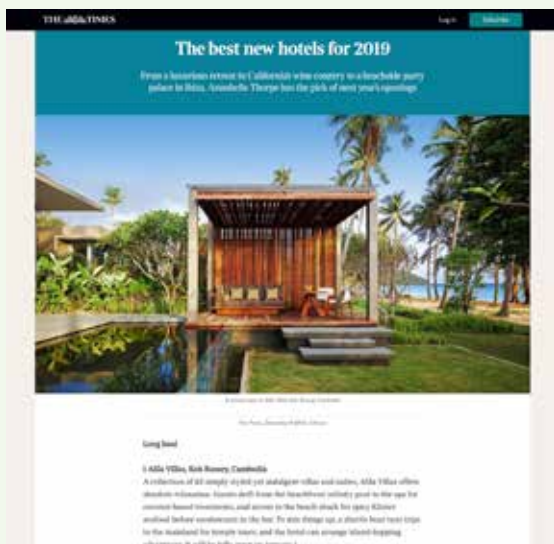 THE TIMES
Log in
Subscribe
The best new hotels for 2019
From a luxurious retreat in California's wine country to a beachside party
palace in Ibiza, Annabelle Thorpe has the pick of next year's openings
The Times
Long haul
1 Alila Villas, Koh Russey, Cambodia
A collection of 63 simply styled yet indulgent villas and suites, Alila Villas offers
absolute relaxation. Guests drift from the beachfront infinity pool to the spa for
coconut-based treatments, and across to the beach shack for spicy Khmer
seafood before sundowners in the bar. To mix things up, a shuttle boat runs trips
to the mainland for temple tours, and the hotel can arrange island-hopping